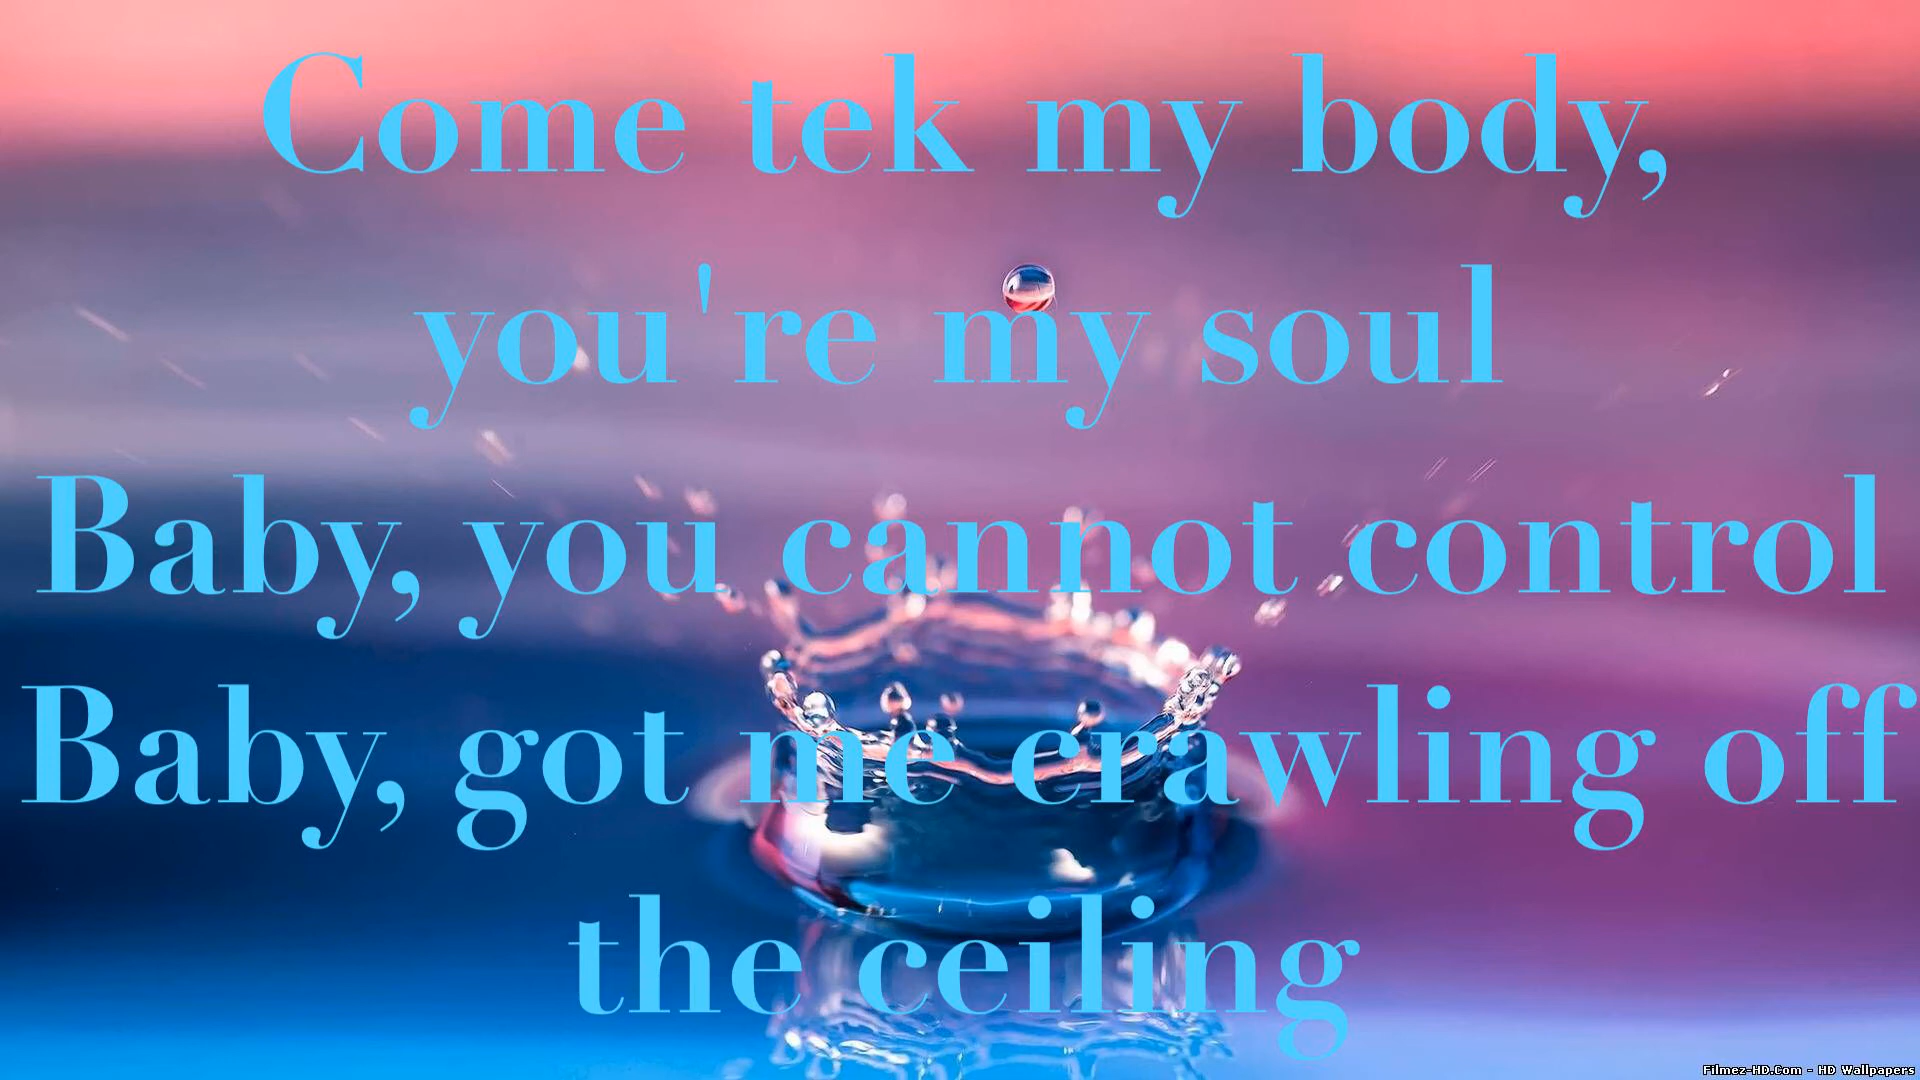 Come tek my body,
you're my soul
Baby, you cannot control
Baby, got me crawling off
the ceiling
Filmez-HD.Com - HD Wallpapers